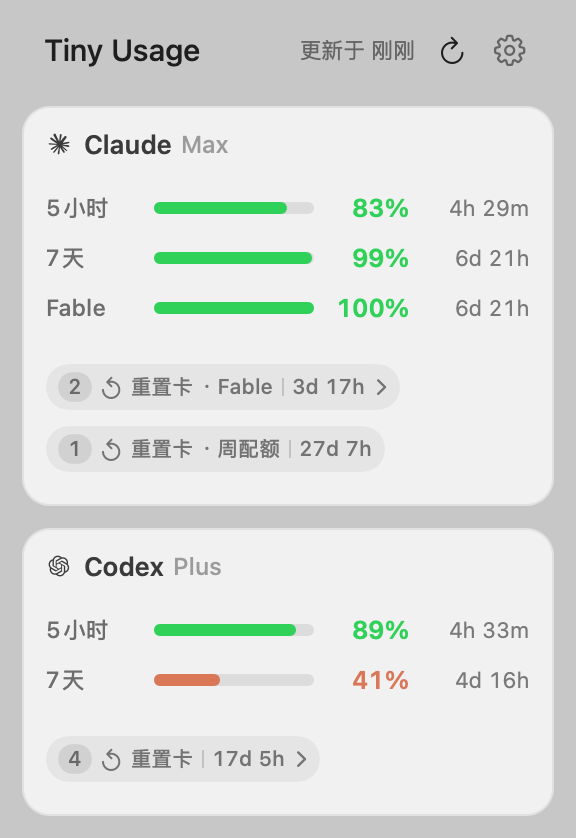 Tiny Usage 更新于 刚刚
Claude Max
5小时 83% 4h 29m
7天 99% 6d 21h
Fable 100% 6d 21h
2 重置卡 · Fable | 3d 17h >
1 重置卡 · 周配额 | 27d 7h
Codex Plus
5小时 89% 4h 33m
7天 41% 4d 16h
4 重置卡 | 17d 5h >